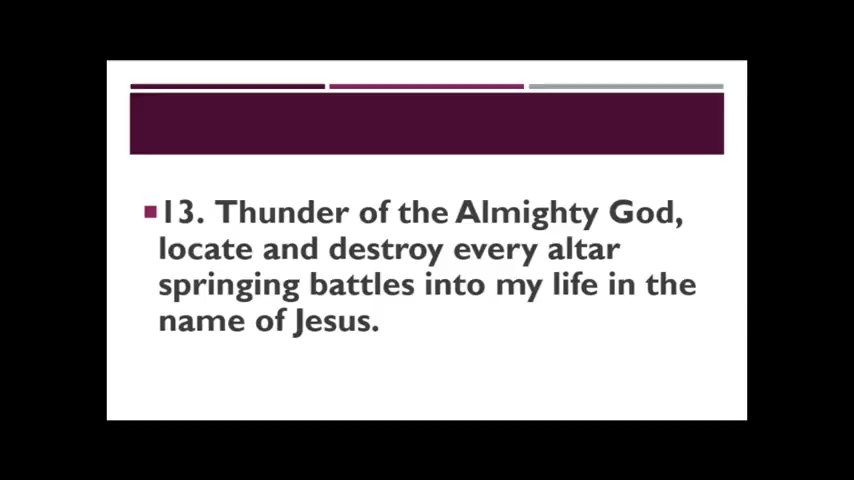 13. Thunder of the Almighty God,
locate and destroy every altar
springing battles into my life in the
name of Jesus.